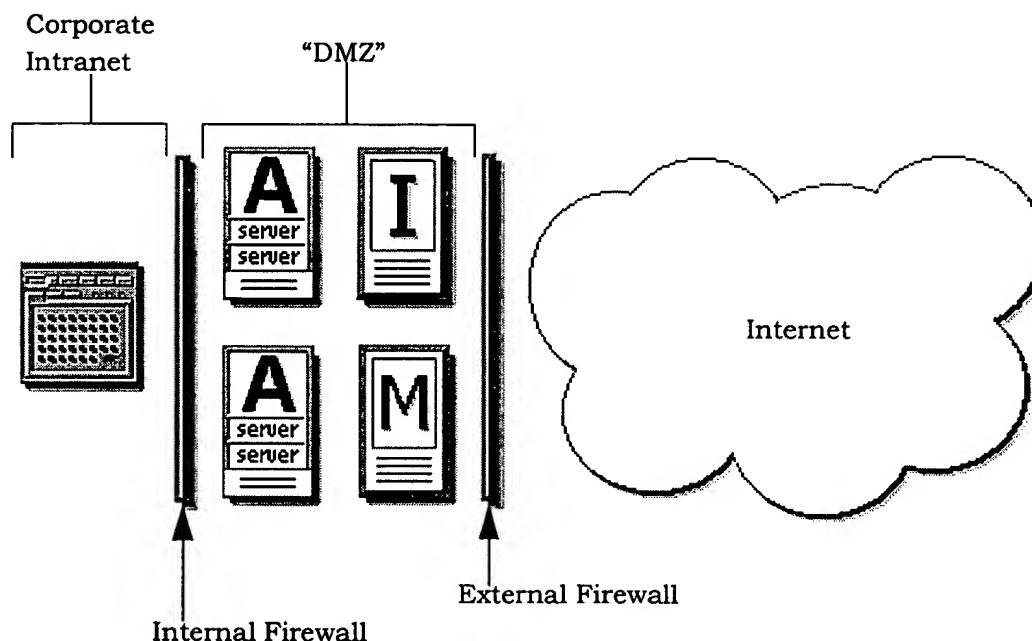 Corporate
Intranet
“DMZ”
A
server
server
I
A
server
server
M
Internet
External Firewall
Internal Firewall